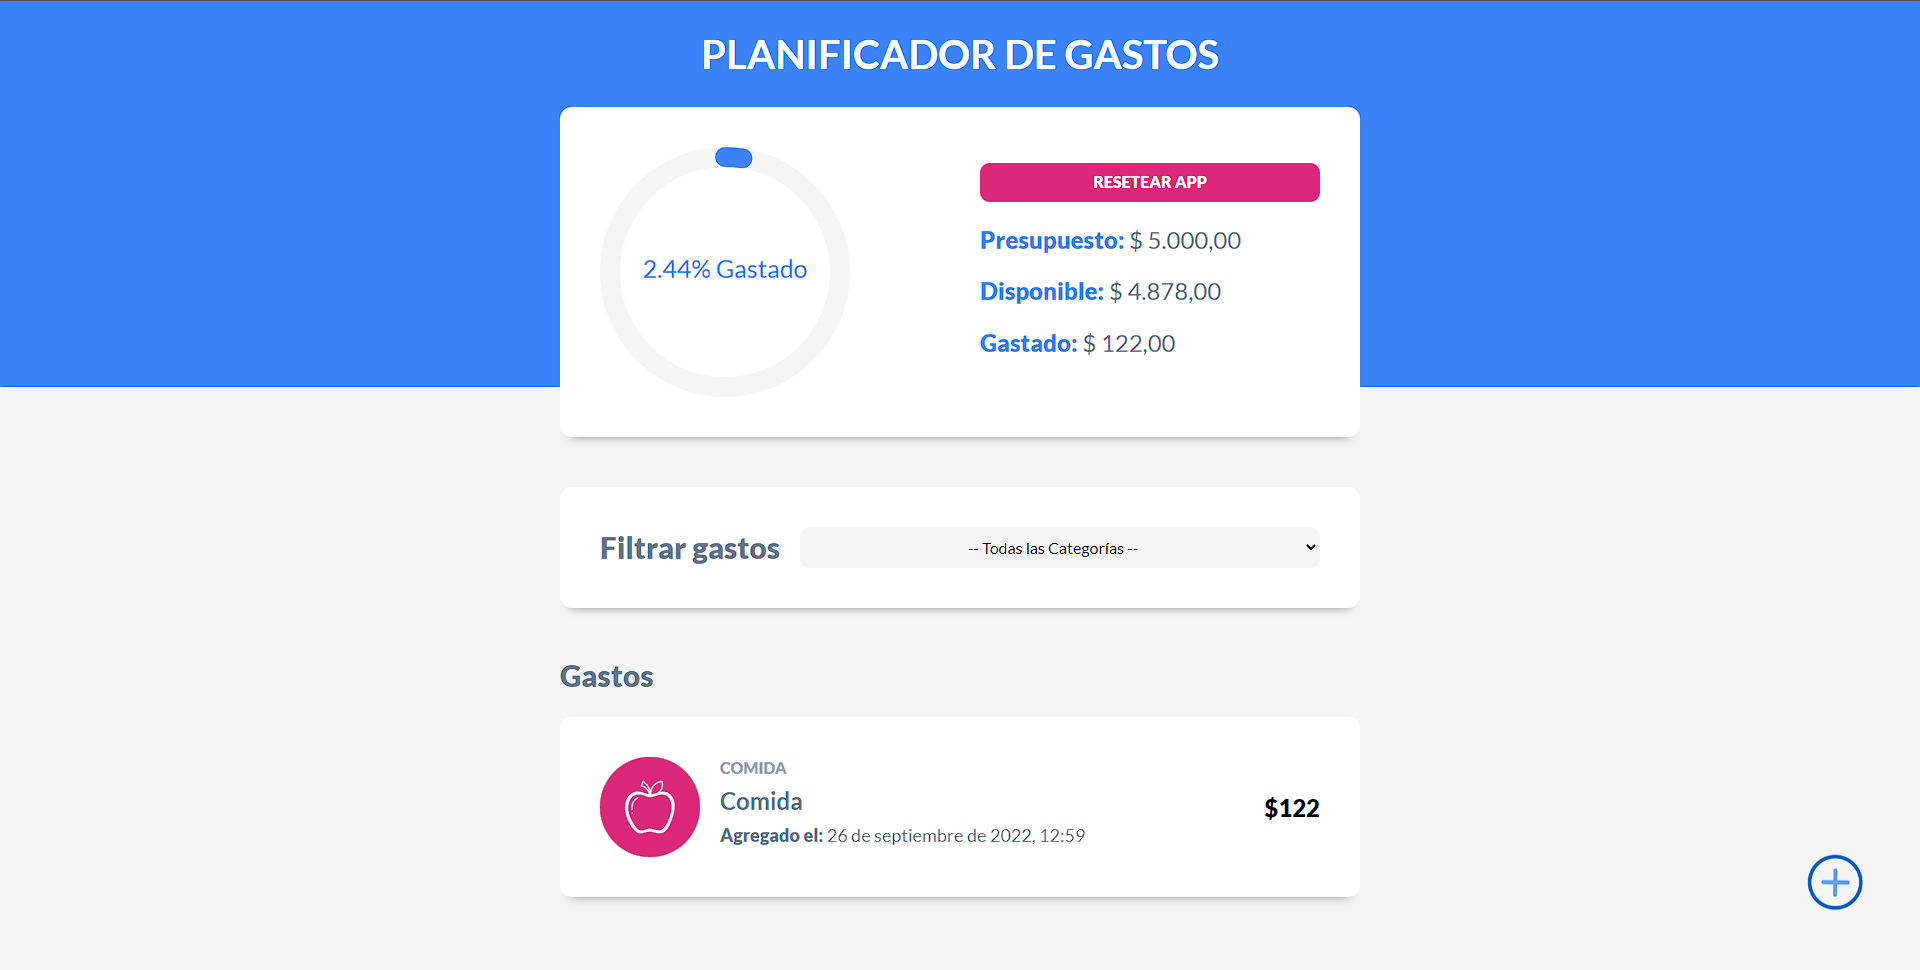 PLANIFICADOR DE GASTOS
2.44% Gastado
RESETEAR APP
Presupuesto: $ 5.000,00
Disponible: $ 4.878,00
Gastado: $ 122,00
Filtrar gastos
-- Todas las Categorías --
Gastos
COMIDA
Comida
Agregado el: 26 de septiembre de 2022, 12:59
$122